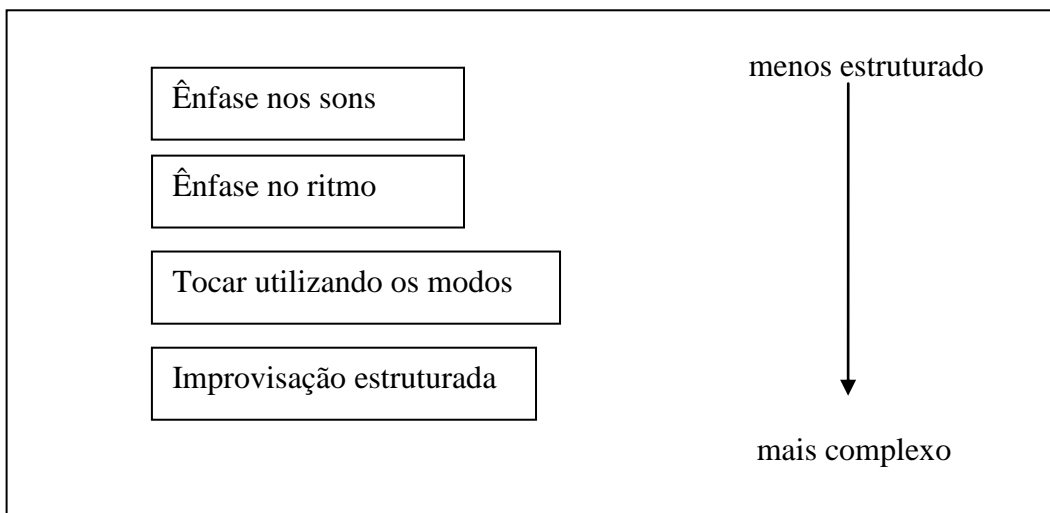 menos estruturado
Ênfase nos sons
Ênfase no ritmo
Tocar utilizando os modos
Improvisação estruturada
mais complexo